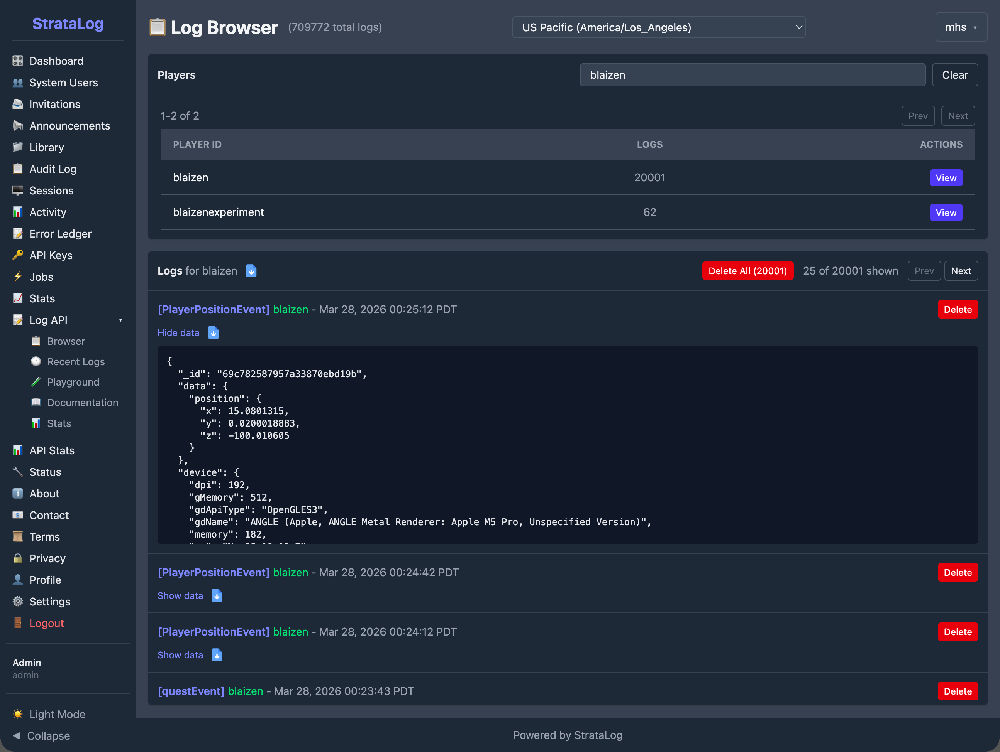 StrataLog
Dashboard
System Users
Invitations
Announcements
Library
Audit Log
Sessions
Activity
Error Ledger
API Keys
Jobs
Stats
Log API
Browser
Recent Logs
Playground
Documentation
Stats
API Stats
Status
About
Contact
Terms
Privacy
Profile
Settings
Logout
Admin
admin
Light Mode
Collapse
Log Browser (709772 total logs)
US Pacific (America/Los_Angeles)
mhs
Players
blaizen
Clear
1-2 of 2
Prev
Next
PLAYER ID LOGS ACTIONS
blaizen 20001 View
blaizenexperiment 62 View
Logs for blaizen
Delete All (20001)
25 of 20001 shown
Prev
Next
[PlayerPositionEvent] blaizen - Mar 28, 2026 00:25:12 PDT
Delete
Hide data
{
"_id": "69c782587957a33870ebd19b",
"data": {
"position": {
"x": 15.0801315,
"y": 0.0200018883,
"z": -100.010605
}
},
"device": {
"dpi": 192,
"gMemory": 512,
"gdApiType": "OpenGLES3",
"gdName": "ANGLE (Apple, ANGLE Metal Renderer: Apple M5 Pro, Unspecified Version)",
"memory": 182,
[PlayerPositionEvent] blaizen - Mar 28, 2026 00:24:42 PDT
Delete
Show data
[PlayerPositionEvent] blaizen - Mar 28, 2026 00:24:12 PDT
Delete
Show data
[questEvent] blaizen - Mar 28, 2026 00:23:43 PDT
Delete
Powered by StrataLog